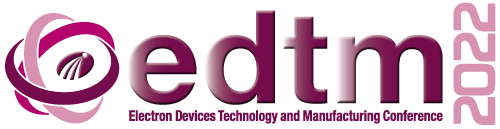 edtm
Electron Devices Technology and Manufacturing Conference
2022